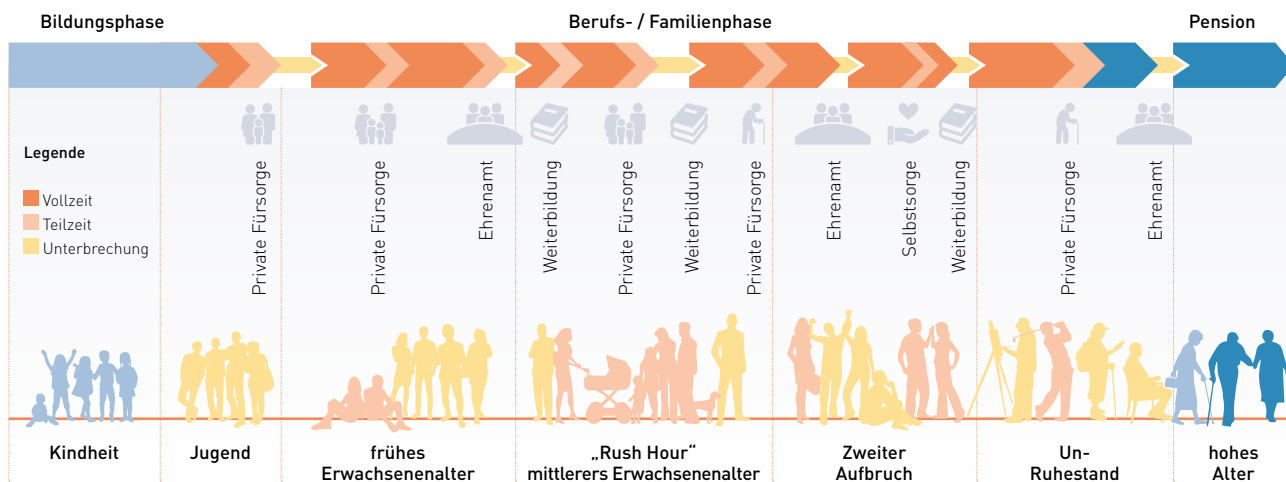 Bildungsphase
Berufs- / Familienphase
Pension
Legende
Vollzeit
Teilzeit
Unterbrechung
Private Fürsorge
Private Fürsorge
Ehrenamt
Weiterbildung
Private Fürsorge
Weiterbildung
Private Fürsorge
Ehrenamt
Selbstsorge
Weiterbildung
Private Fürsorge
Ehrenamt
Kindheit
Jugend
frühes
Erwachsenenalter
„Rush Hour“
mittlerers Erwachsenenalter
Zweiter
Aufbruch
Un-
Ruhestand
hohes
Alter